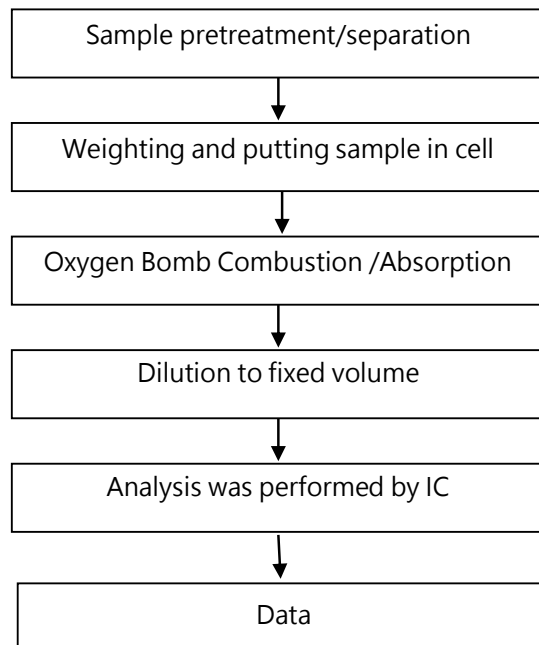 Sample pretreatment/separation
Weighting and putting sample in cell
Oxygen Bomb Combustion /Absorption
Dilution to fixed volume
Analysis was performed by IC
Data